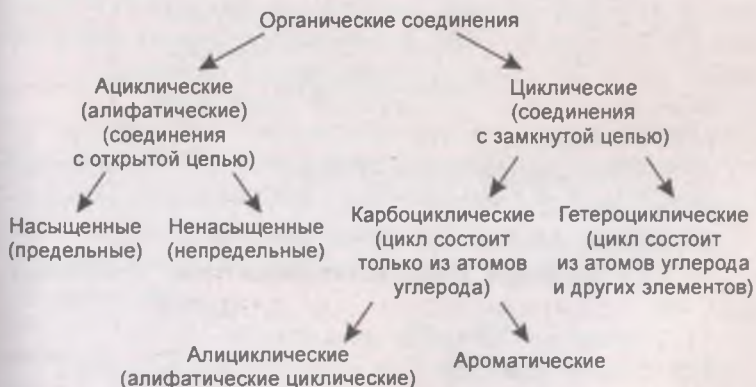 Органические соединения
Ациклические
(алифатические)
(соединения
с открытой цепью)
Циклические
(соединения
с замкнутой цепью)
Насыщенные
(предельные)
Ненасыщенные
(непредельные)
Карбоциклические
(цикл состоит
только из атомов
углерода)
Гетероциклические
(цикл состоит
из атомов углерода
и других элементов)
Алициклические
(алифатические циклические)
Ароматические